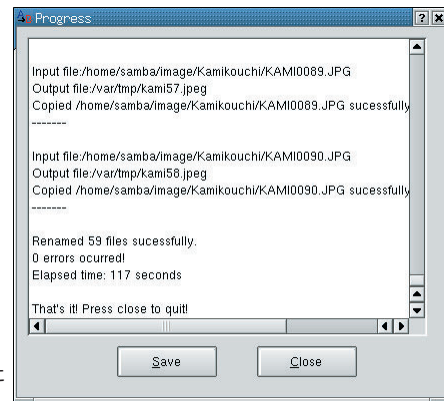 Progress
Input file:/home/samba/image/Kamikouchi/KAMI0089.JPG
Output file:/var/tmp/kami57.jpeg
Copied /home/samba/image/Kamikouchi/KAMI0089.JPG sucessfully
-------
Input file:/home/samba/image/Kamikouchi/KAMI0090.JPG
Output file:/var/tmp/kami58.jpeg
Copied /home/samba/image/Kamikouchi/KAMI0090.JPG sucessfully
-------
Renamed 59 files sucessfully.
0 errors ocurred!
Elapsed time: 117 seconds
That's it! Press close to quit!
Save Close